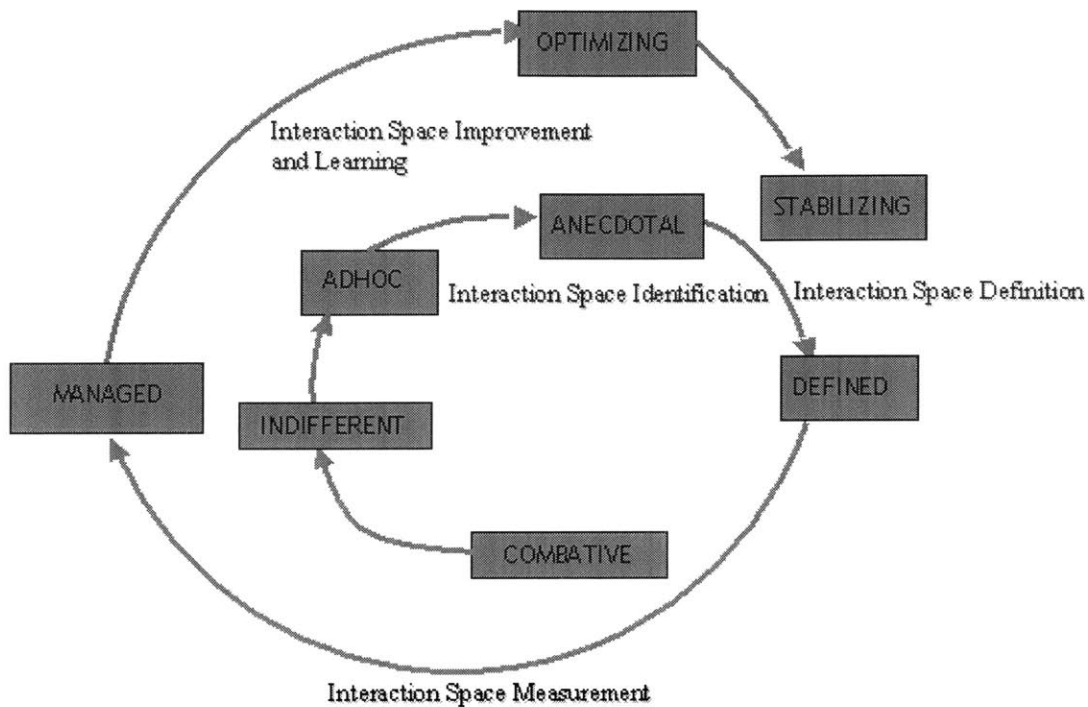 OPTIMIZING
Interaction Space Improvement
and Learning
STABILIZING
ANECDOTAL
ADHOC
Interaction Space Identification
Interaction Space Definition
MANAGED
DEFINED
INDIFFERENT
COMBATIVE
Interaction Space Measurement